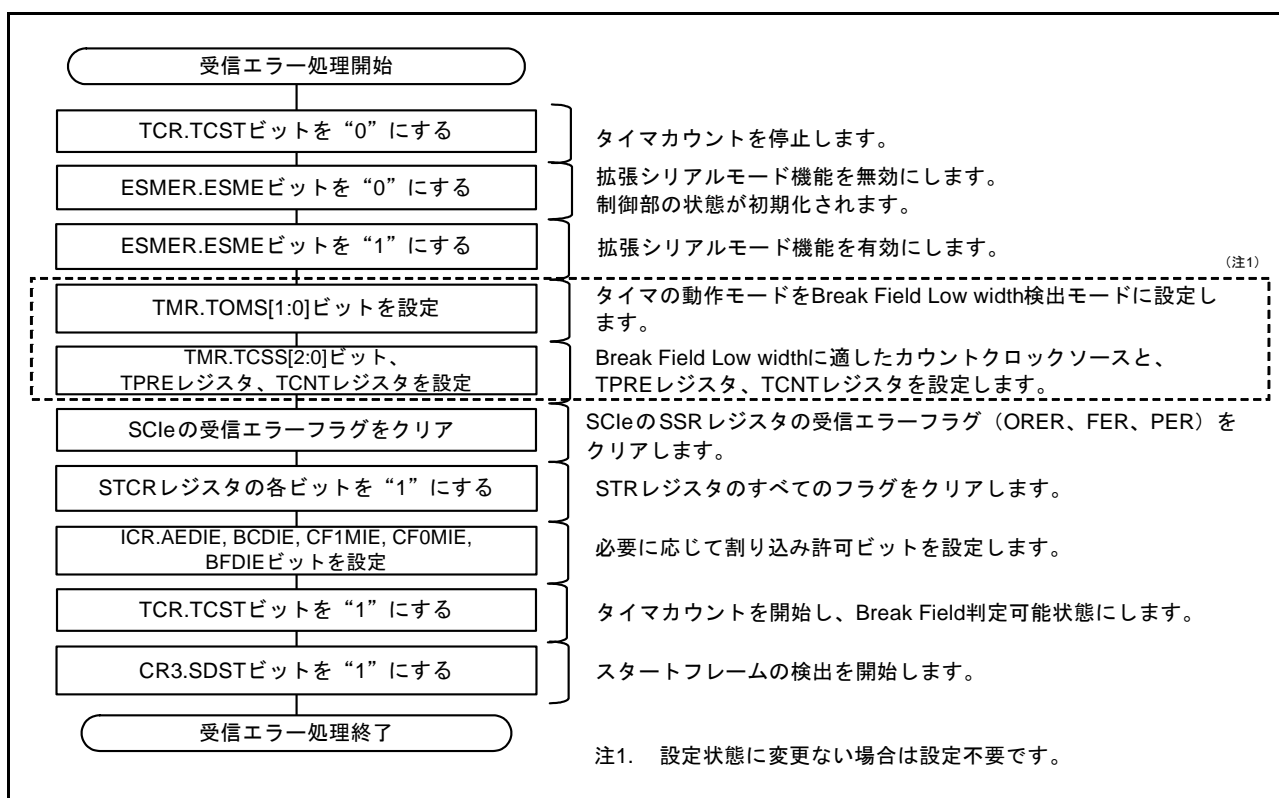 受信エラー処理開始
TCR.TCSTビットを“0”にする
タイマカウントを停止します。
ESMER.ESMEビットを“0”にする
拡張シリアルモード機能を無効にします。
制御部の状態が初期化されます。
ESMER.ESMEビットを“1”にする
拡張シリアルモード機能を有効にします。
（注1）
TMR.TOMS[1:0]ビットを設定
タイマの動作モードをBreak Field Low width検出モードに設定し
ます。
TMR.TCSS[2:0]ビット、
TPREレジスタ、TCNTレジスタを設定
Break Field Low widthに適したカウントクロックソースと、
TPREレジスタ、TCNTレジスタを設定します。
SCIeの受信エラーフラグをクリア
SCIeのSSRレジスタの受信エラーフラグ（ORER、FER、PER）を
クリアします。
STCRレジスタの各ビットを“1”にする
STRレジスタのすべてのフラグをクリアします。
ICR.AEDIE, BCDIE, CF1MIE, CF0MIE,
BFDIEビットを設定
必要に応じて割り込み許可ビットを設定します。
TCR.TCSTビットを“1”にする
タイマカウントを開始し、Break Field判定可能状態にします。
CR3.SDSTビットを“1”にする
スタートフレームの検出を開始します。
受信エラー処理終了
注1. 設定状態に変更ない場合は設定不要です。